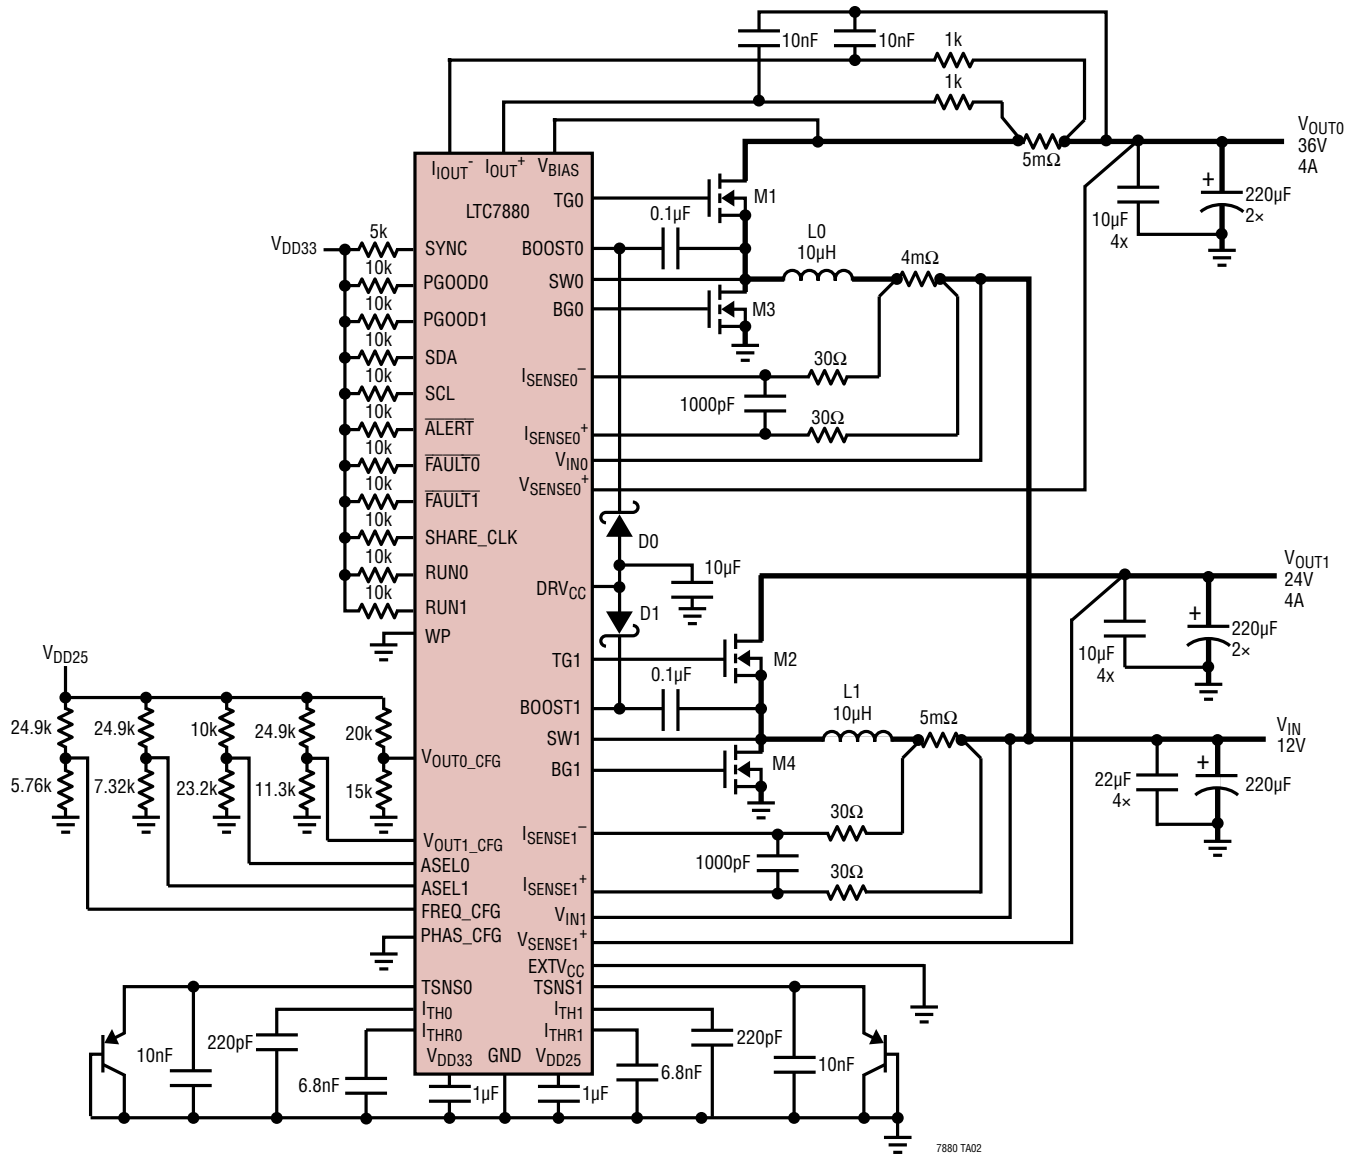 10nF
10nF
1k
1k
5mΩ
VOUT0
36V
4A
IIOUT-
IOUT+
VBIAS
LTC7880
TG0
M1
0.1µF
10µF
4x
+
220µF
2×
VDD33
5k
SYNC
BOOST0
L0
10µH
4mΩ
10k
PGOOD0
SW0
10k
PGOOD1
BG0
M3
10k
SDA
ISENSE0–
30Ω
10k
SCL
1000pF
10k
ALERT
ISENSE0+
30Ω
10k
FAULT0
VIN0
10k
FAULT1
VSENSE0+
10k
SHARE_CLK
D0
10k
RUN0
DRVCC
10µF
VOUT1
24V
4A
10k
RUN1
D1
WP
10µF
4x
+
220µF
2×
VDD25
TG1
M2
0.1µF
24.9k
24.9k
10k
24.9k
20k
BOOST1
L1
10µH
5mΩ
VIN
12V
SW1
VOUT0_CFG
BG1
M4
5.76k
7.32k
23.2k
11.3k
15k
22µF
4×
+
220µF
VOUT1_CFG
ISENSE1–
30Ω
ASEL0
1000pF
ASEL1
ISENSE1+
30Ω
FREQ_CFG
VIN1
PHAS_CFG
VSENSE1+
EXTVCC
TSNS0
TSNS1
ITH0
ITH1
ITHR0
ITHR1
10nF
220pF
6.8nF
VDD33
GND
VDD25
1µF
1µF
6.8nF
220pF
10nF
7880 TA02